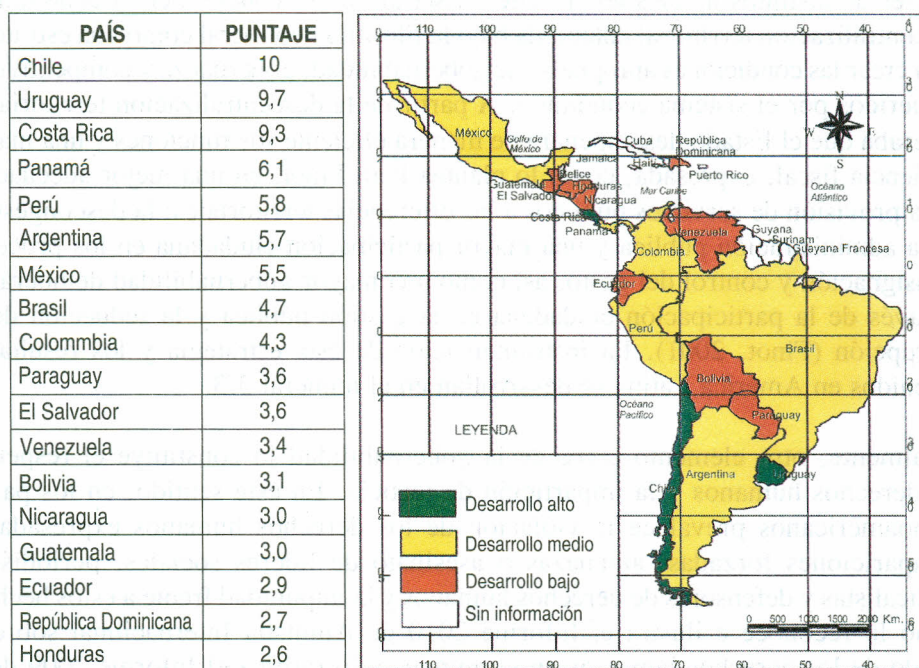 PAÍS PUNTAJE
Chile 10
Uruguay 9,7
Costa Rica 9,3
Panamá 6,1
Perú 5,8
Argentina 5,7
México 5,5
Brasil 4,7
Colommbia 4,3
Paraguay 3,6
El Salvador 3,6
Venezuela 3,4
Bolivia 3,1
Nicaragua 3,0
Guatemala 3,0
Ecuador 2,9
República Dominicana 2,7
Honduras 2,6
110 100 90 80 70 60 50 40
N
W E
S
México
Golfo de
México
Cuba
República
Dominicana
Jamaica
Haití
Puerto Rico
Belice
Guatemala
Honduras
El Salvador
Nicaragua
Mar Caribe
Océano
Atlántico
Costa Rica
Panamá
Venezuela
Guyana
Surinam
Guayana Francesa
Colombia
Ecuador
Perú
Brasil
Bolivia
Océano
Pacífico
Paraguay
LEYENDA
Argentina
Uruguay
Desarrollo alto
Desarrollo medio
Desarrollo bajo
Sin información
0 500 1000 1500 2000 Km.
110 100 90 80 70 60 50 40